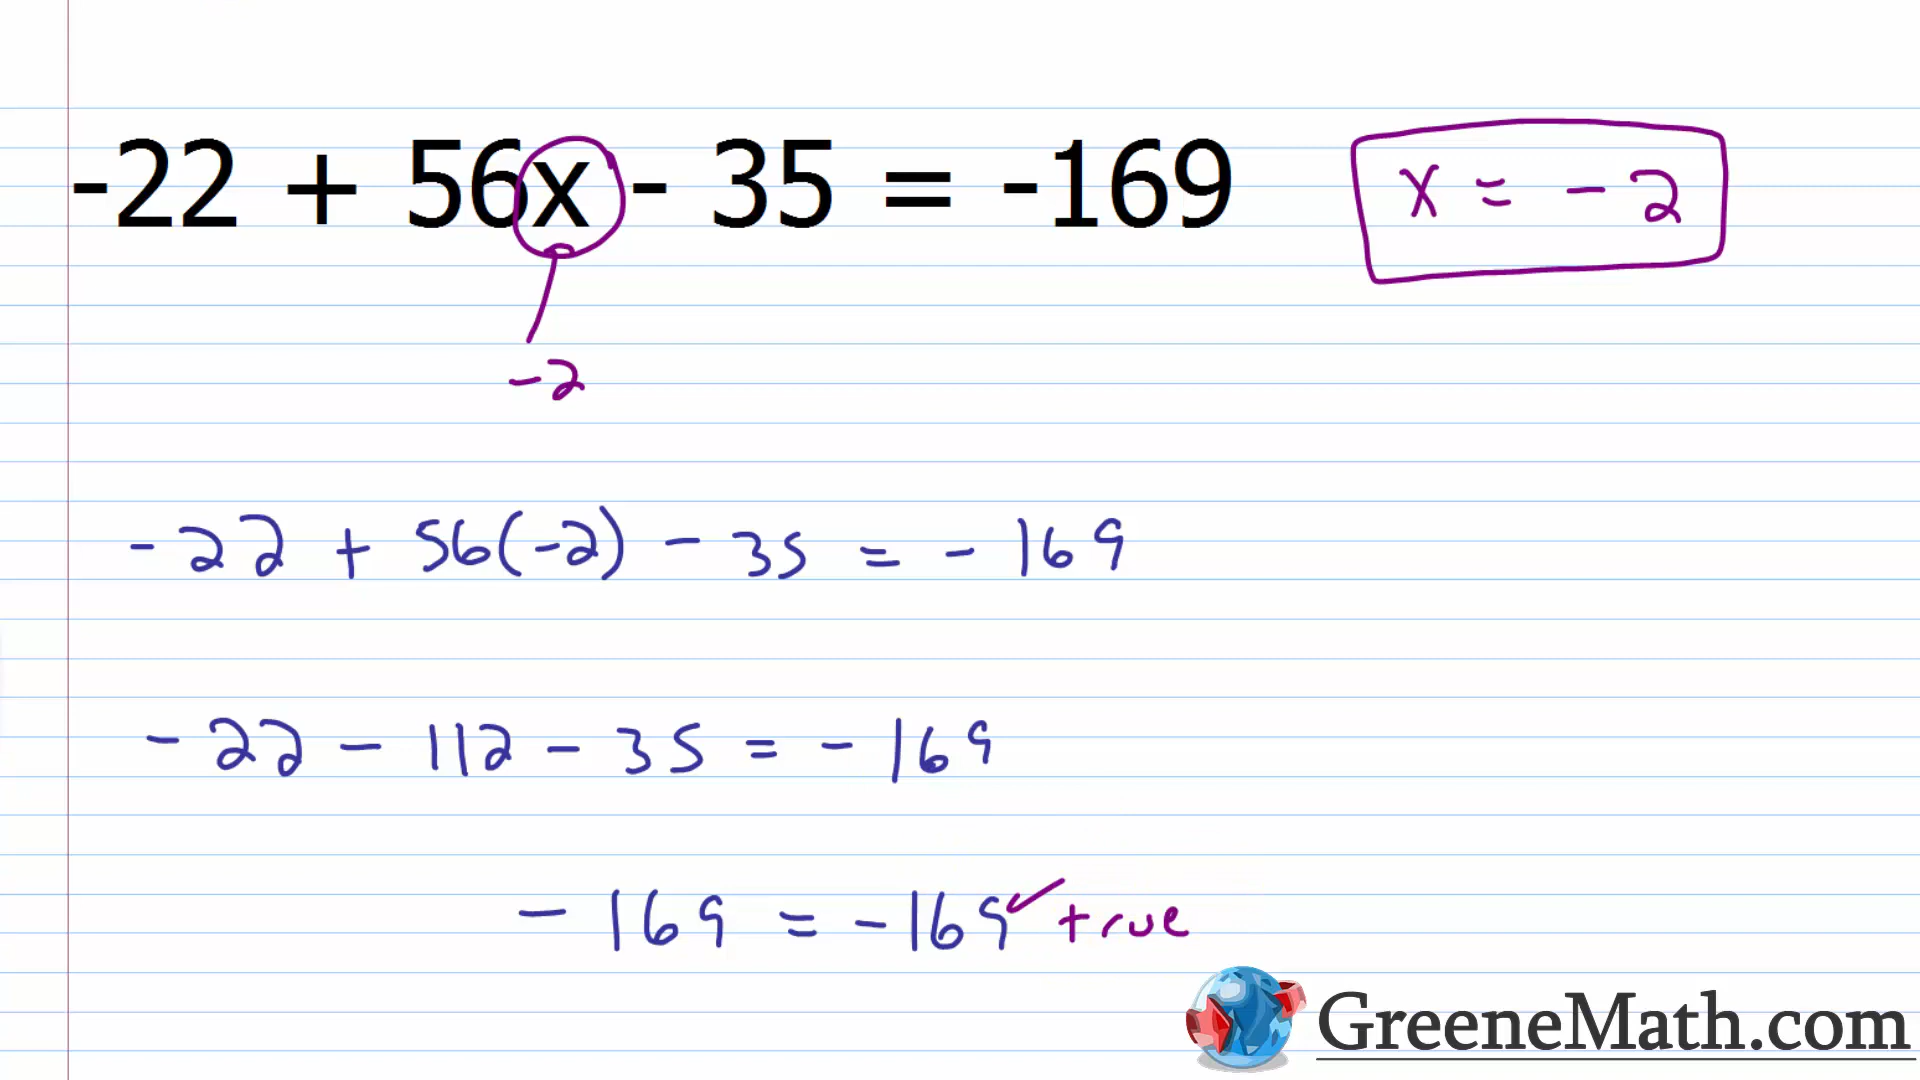 -22 + 56x - 35 = -169
x = -2
-2
-22 + 56(-2) - 35 = -169
-22 - 112 - 35 = -169
-169 = -169 ✓ true
GreeneMath.com